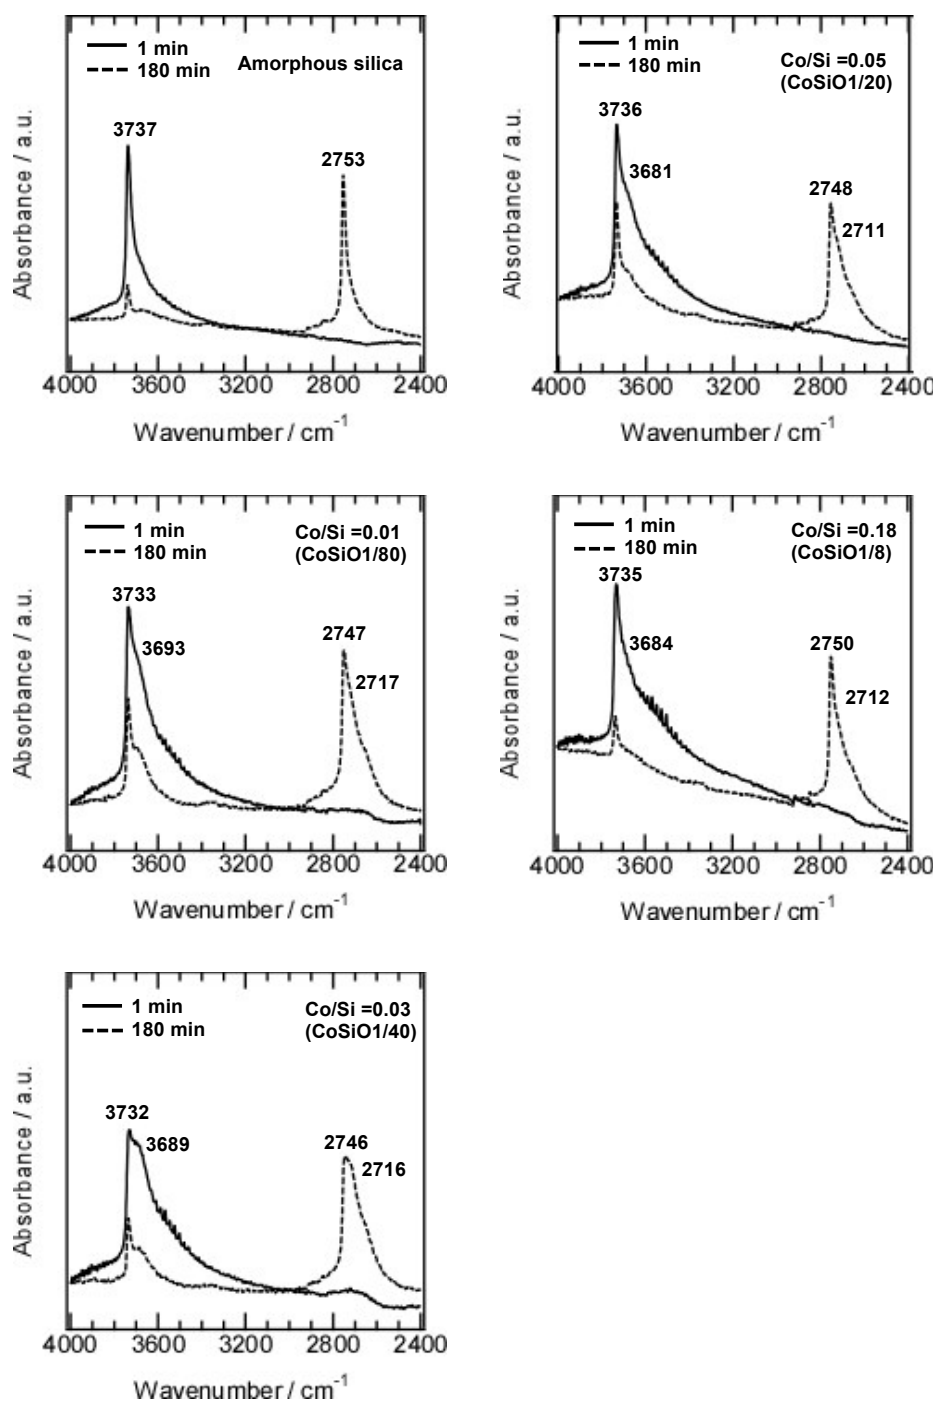 1 min
180 min
Amorphous silica
3737
2753
Absorbance / a.u.
4000 3600 3200 2800 2400
Wavenumber / cm-1
1 min
180 min
Co/Si =0.05
(CoSiO1/20)
3736
3681
2748
2711
Absorbance / a.u.
4000 3600 3200 2800 2400
Wavenumber / cm-1
1 min
180 min
Co/Si =0.01
(CoSiO1/80)
3733
3693
2747
2717
Absorbance / a.u.
4000 3600 3200 2800 2400
Wavenumber / cm-1
1 min
180 min
Co/Si =0.18
(CoSiO1/8)
3735
3684
2750
2712
Absorbance / a.u.
4000 3600 3200 2800 2400
Wavenumber / cm-1
1 min
180 min
Co/Si =0.03
(CoSiO1/40)
3732
3689
2746
2716
Absorbance / a.u.
4000 3600 3200 2800 2400
Wavenumber / cm-1